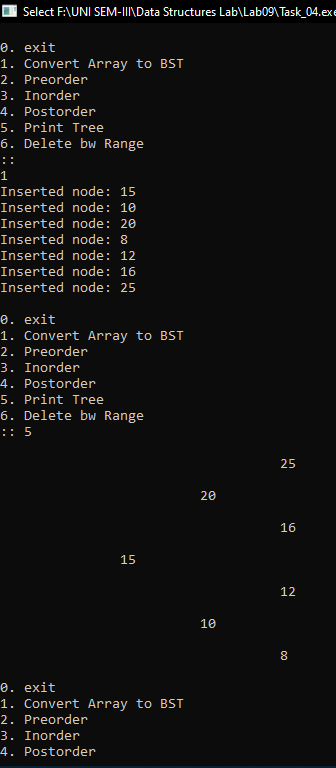 Select F:\UNI SEM-III\Data Structures Lab\Lab09\Task_04.exe
0. exit
1. Convert Array to BST
2. Preorder
3. Inorder
4. Postorder
5. Print Tree
6. Delete bw Range
::
1
Inserted node: 15
Inserted node: 10
Inserted node: 20
Inserted node: 8
Inserted node: 12
Inserted node: 16
Inserted node: 25
0. exit
1. Convert Array to BST
2. Preorder
3. Inorder
4. Postorder
5. Print Tree
6. Delete bw Range
:: 5
25
20
16
15
12
10
8
0. exit
1. Convert Array to BST
2. Preorder
3. Inorder
4. Postorder